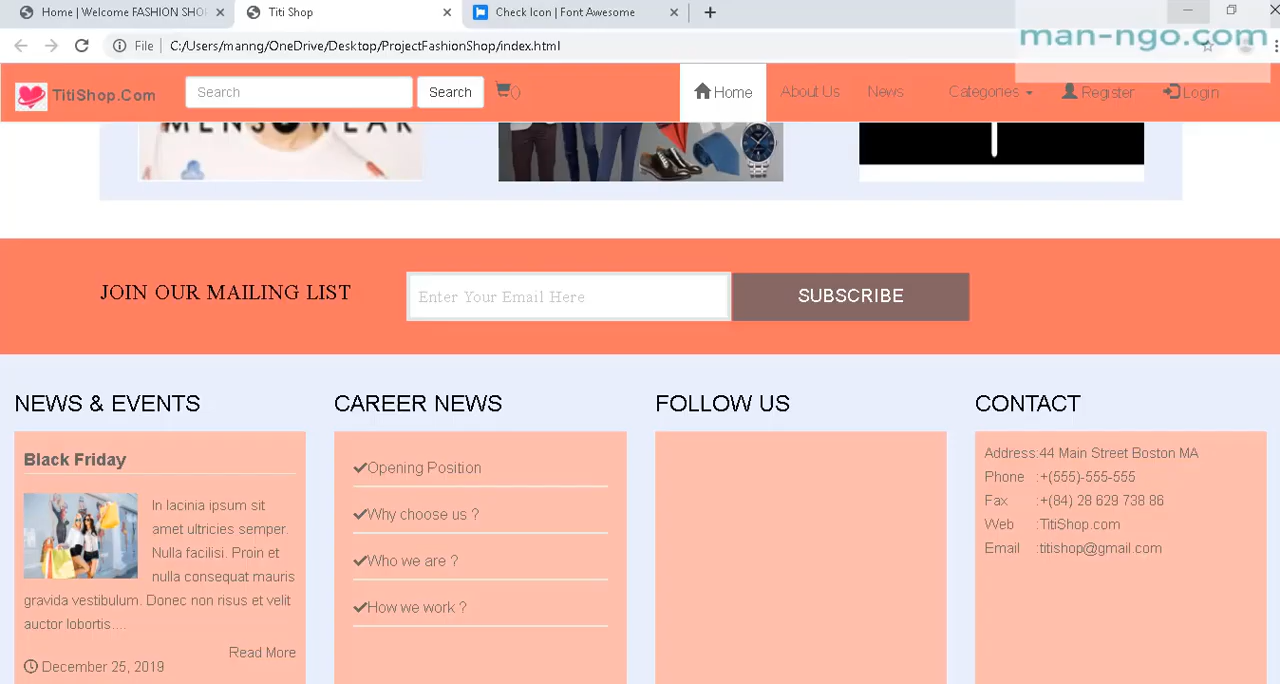 Home | Welcome FASHION SHOP
Titi Shop
Check Icon | Font Awesome
File
C:/Users/manng/OneDrive/Desktop/ProjectFashionShop/index.html
man-ngo.com
TitiShop.Com
Search
Search
0
Home
About Us
News
Categories
Register
Login
MENSWEAR
JOIN OUR MAILING LIST
Enter Your Email Here
SUBSCRIBE
NEWS & EVENTS
Black Friday
In lacinia ipsum sit
amet ultricies semper.
Nulla facilisi. Proin et
nulla consequat mauris
gravida vestibulum. Donec non risus et velit
auctor lobortis....
Read More
December 25, 2019
CAREER NEWS
Opening Position
Why choose us ?
Who we are ?
How we work ?
FOLLOW US
CONTACT
Address:44 Main Street Boston MA
Phone :+(555)-555-555
Fax :+(84) 28 629 738 86
Web :TitiShop.com
Email :titishop@gmail.com